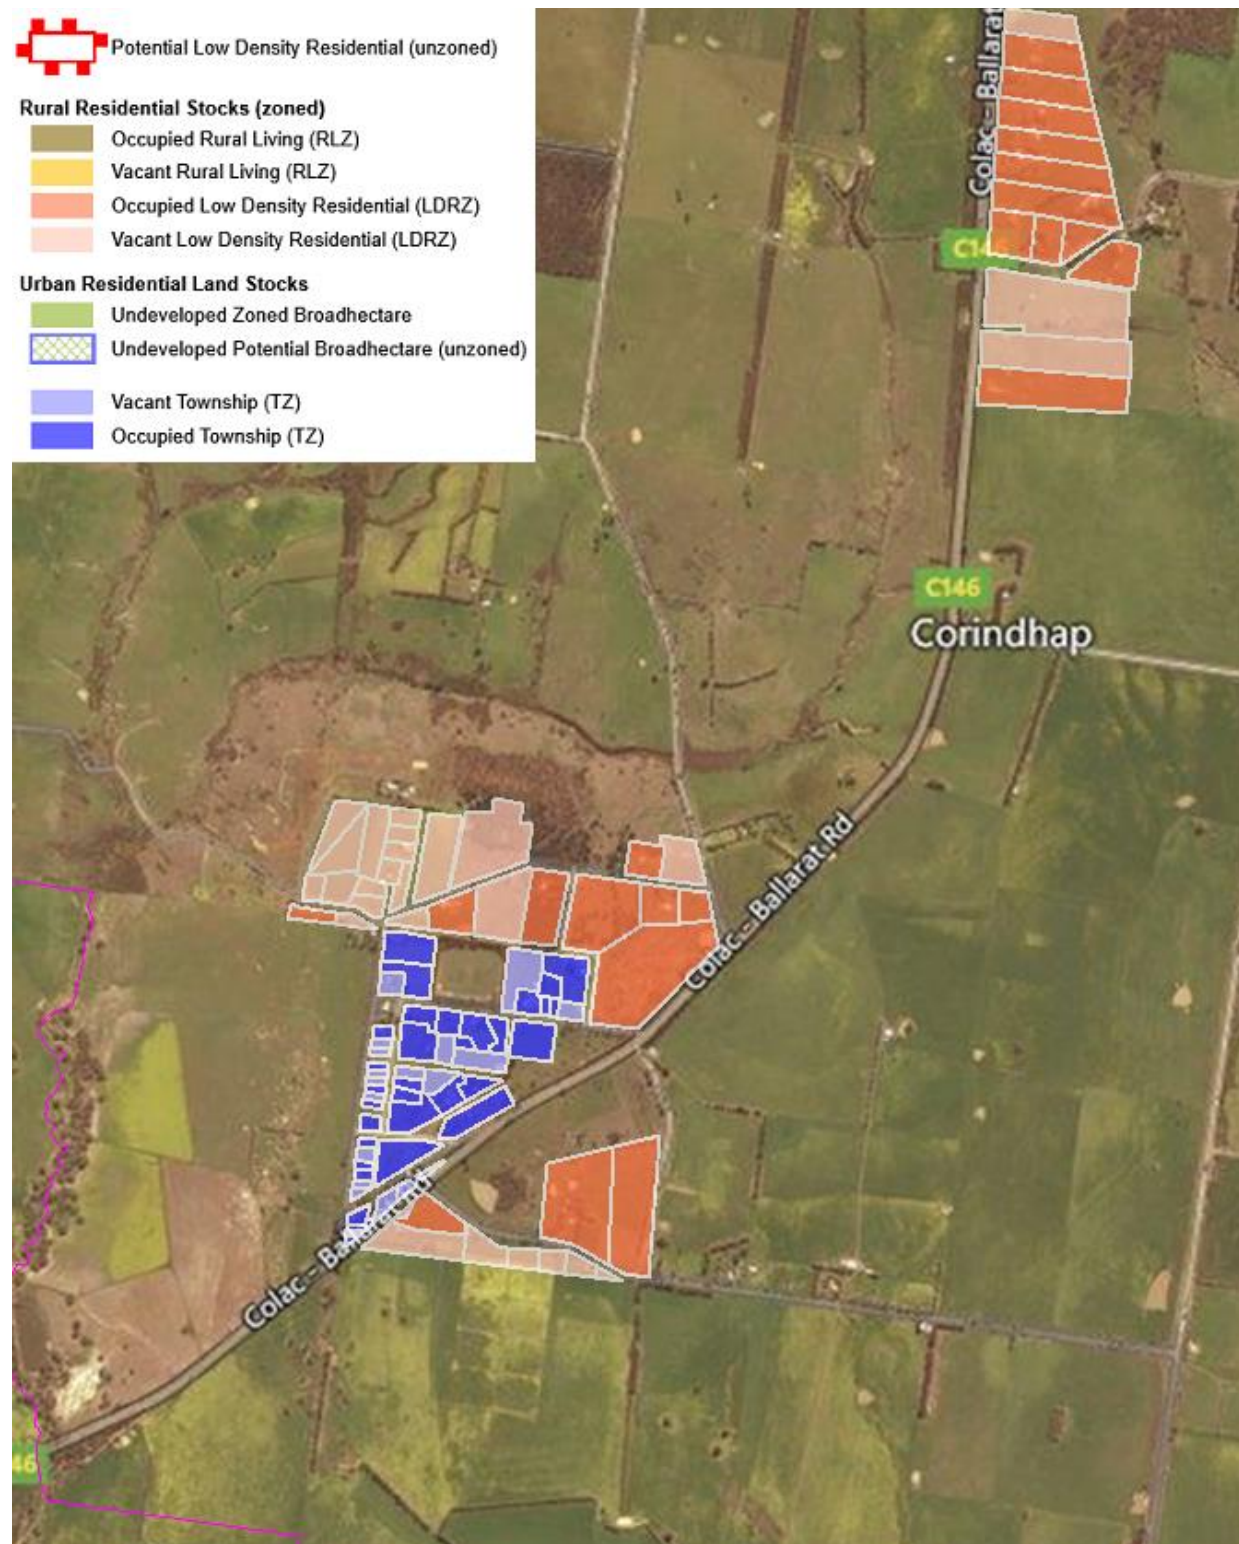 Potential Low Density Residential (unzoned)
Rural Residential Stocks (zoned)
Occupied Rural Living (RLZ)
Vacant Rural Living (RLZ)
Occupied Low Density Residential (LDRZ)
Vacant Low Density Residential (LDRZ)
Urban Residential Land Stocks
Undeveloped Zoned Broadhectare
Undeveloped Potential Broadhectare (unzoned)
Vacant Township (TZ)
Occupied Township (TZ)
Colac - Ballarat
C146
C146
Corindhap
Colac - Ballarat Rd
Colac - Ballarat Rd
46